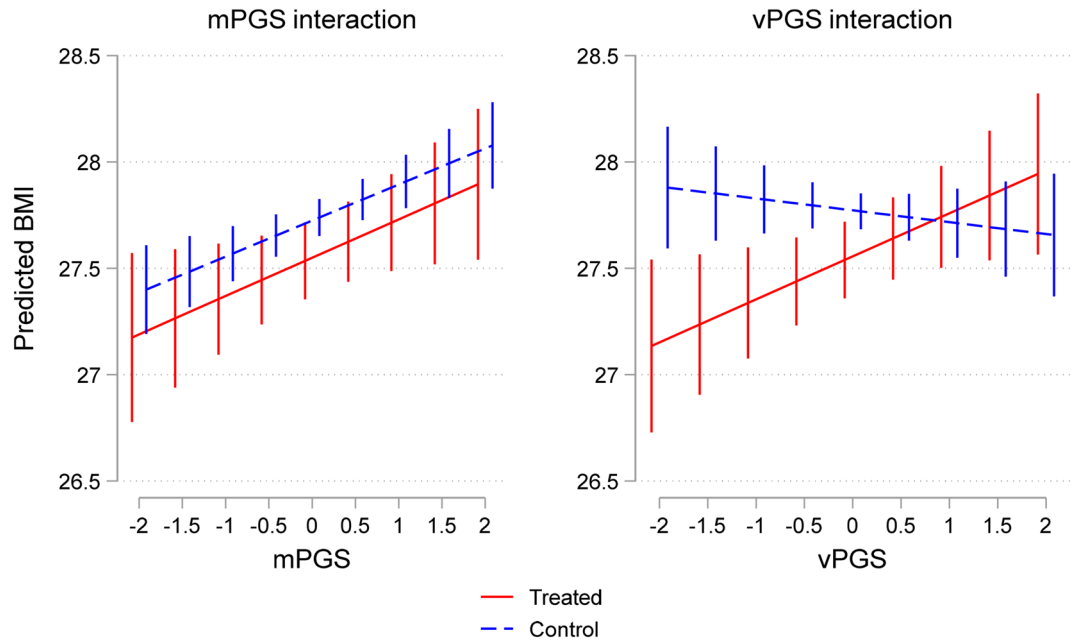 mPGS interaction
vPGS interaction
Predicted BMI
28.5
28
27.5
27
26.5
-2 -1.5 -1 -0.5 0 0.5 1 1.5 2
mPGS
28.5
28
27.5
27
26.5
-2 -1.5 -1 -0.5 0 0.5 1 1.5 2
vPGS
Treated
Control